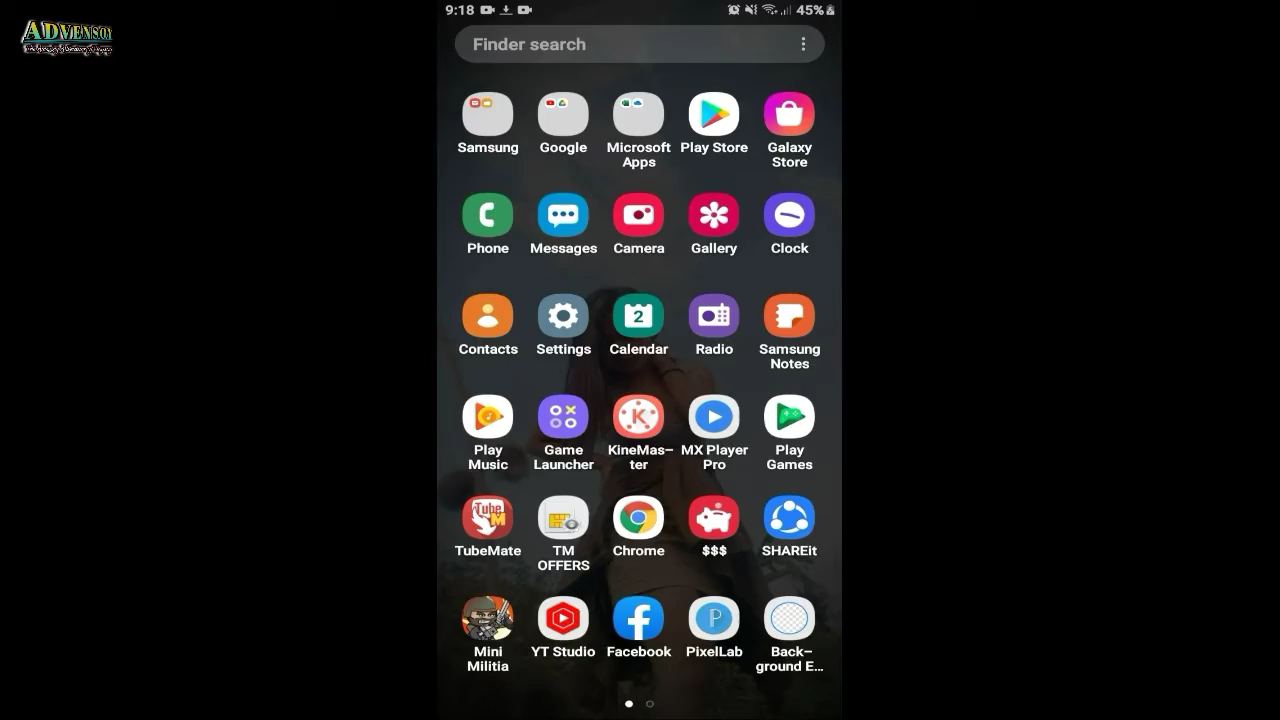 ADVENSOY
9:18
45%
Finder search
Samsung
Google
Microsoft
Apps
Play Store
Galaxy
Store
Phone
Messages
Camera
Gallery
Clock
2
Contacts
Settings
Calendar
Radio
Samsung
Notes
K
Play
Music
Game
Launcher
KineMas-
ter
MX Player
Pro
Play
Games
Tube
M
TubeMate
TM
OFFERS
Chrome
$$$
SHAREit
P
Mini
Militia
YT Studio
Facebook
PixelLab
Back-
ground E...